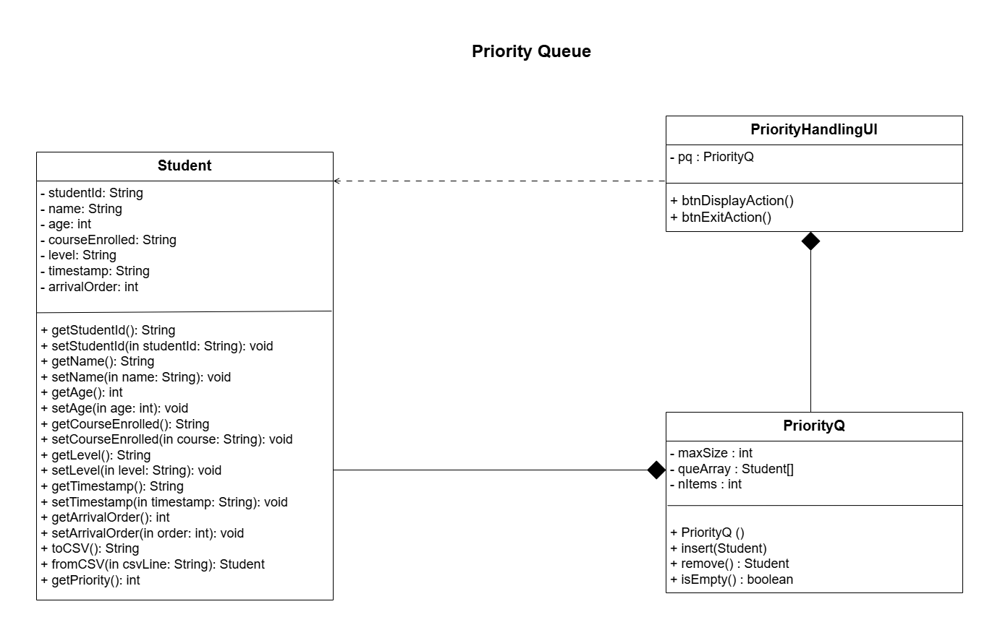 Priority Queue
Student
- studentId: String
- name: String
- age: int
- courseEnrolled: String
- level: String
- timestamp: String
- arrivalOrder: int
+ getStudentId(): String
+ setStudentId(in studentId: String): void
+ getName(): String
+ setName(in name: String): void
+ getAge(): int
+ setAge(in age: int): void
+ getCourseEnrolled(): String
+ setCourseEnrolled(in course: String): void
+ getLevel(): String
+ setLevel(in level: String): void
+ getTimestamp(): String
+ setTimestamp(in timestamp: String): void
+ getArrivalOrder(): int
+ setArrivalOrder(in order: int): void
+ toCSV(): String
+ fromCSV(in csvLine: String): Student
+ getPriority(): int
PriorityHandlingUI
- pq : PriorityQ
+ btnDisplayAction()
+ btnExitAction()
PriorityQ
- maxSize : int
- queArray : Student[]
- nItems : int
+ PriorityQ ()
+ insert(Student)
+ remove() : Student
+ isEmpty() : boolean